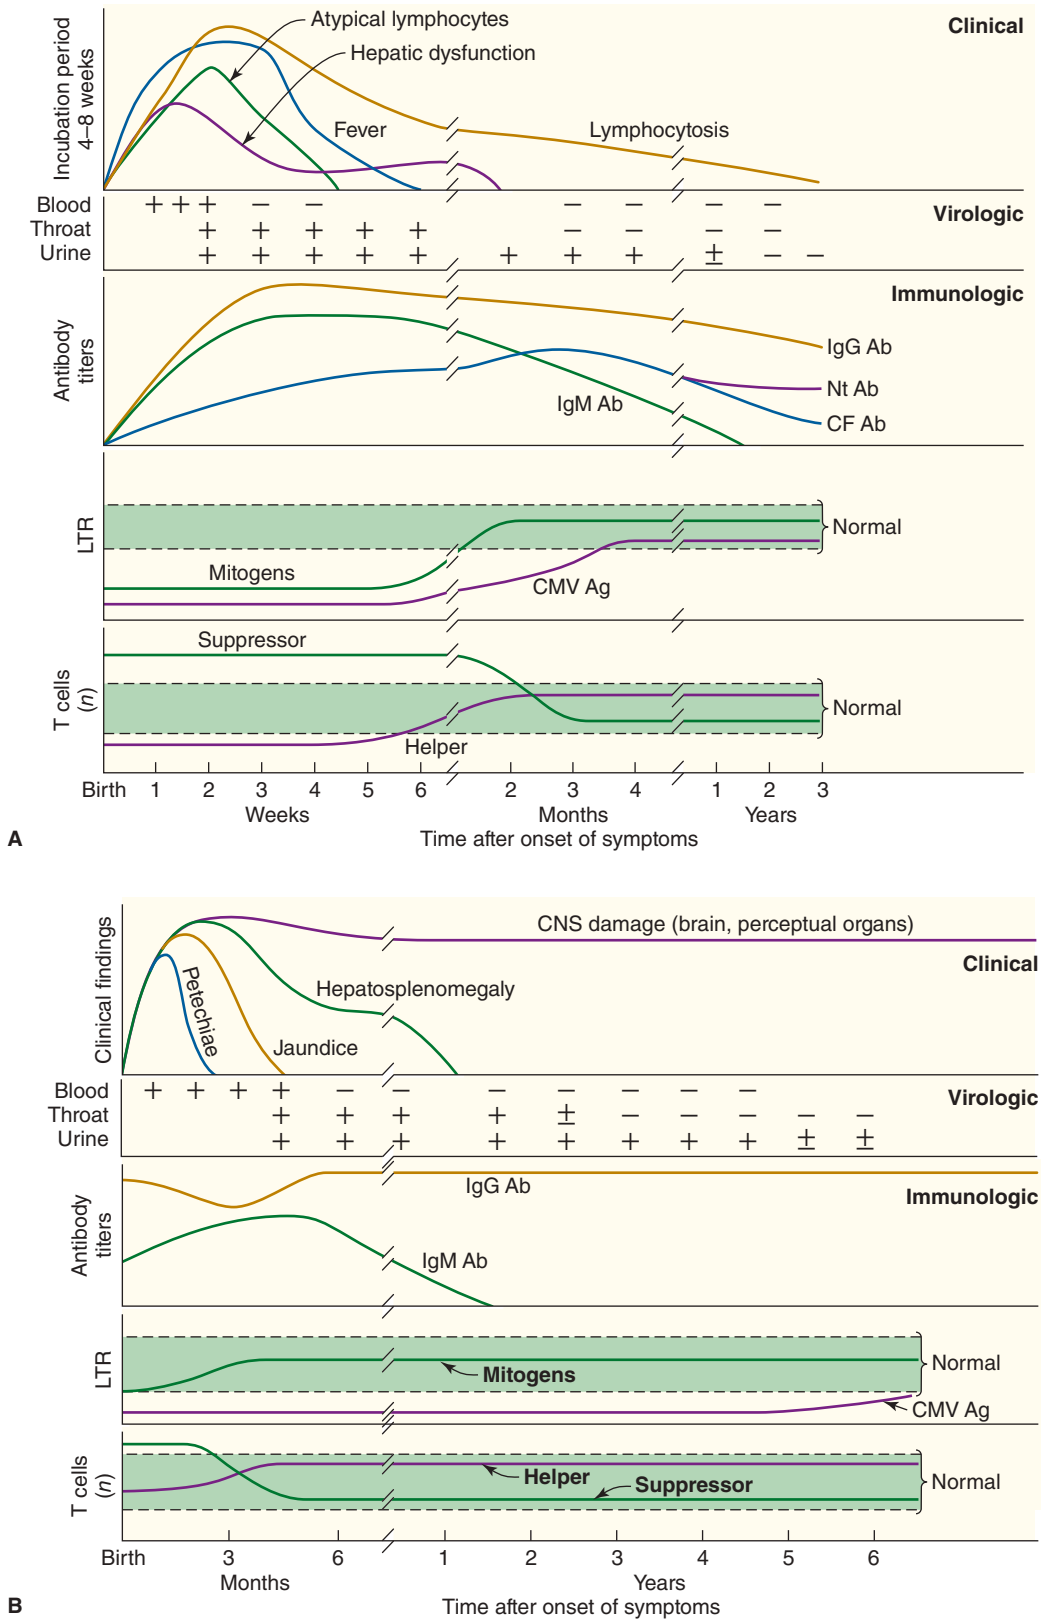 Atypical lymphocytes
Clinical
Hepatic dysfunction
Incubation period
4–8 weeks
Fever
Lymphocytosis
Blood + + + − − − − − −
Virologic
Throat + + + + + − − − −
Urine + + + + + + + + ± − −
Immunologic
Antibody
titers
IgG Ab
Nt Ab
IgM Ab
CF Ab
LTR
Normal
Mitogens
CMV Ag
Suppressor
T cells
(n)
Normal
Helper
Birth 1 2 3 4 5 6 2 3 4 1 2 3
Weeks Months Years
Time after onset of symptoms
A
CNS damage (brain, perceptual organs)
Clinical
Clinical findings
Petechiae
Hepatosplenomegaly
Jaundice
Blood + + + + − − − − − − −
Virologic
Throat + + + + ± − − − − −
Urine + + + + + + + + ± ±
IgG Ab
Immunologic
Antibody
titers
IgM Ab
LTR
Normal
Mitogens
CMV Ag
T cells
(n)
Helper
Suppressor
Normal
Birth 3 6 1 2 3 4 5 6
Months Years
Time after onset of symptoms
B